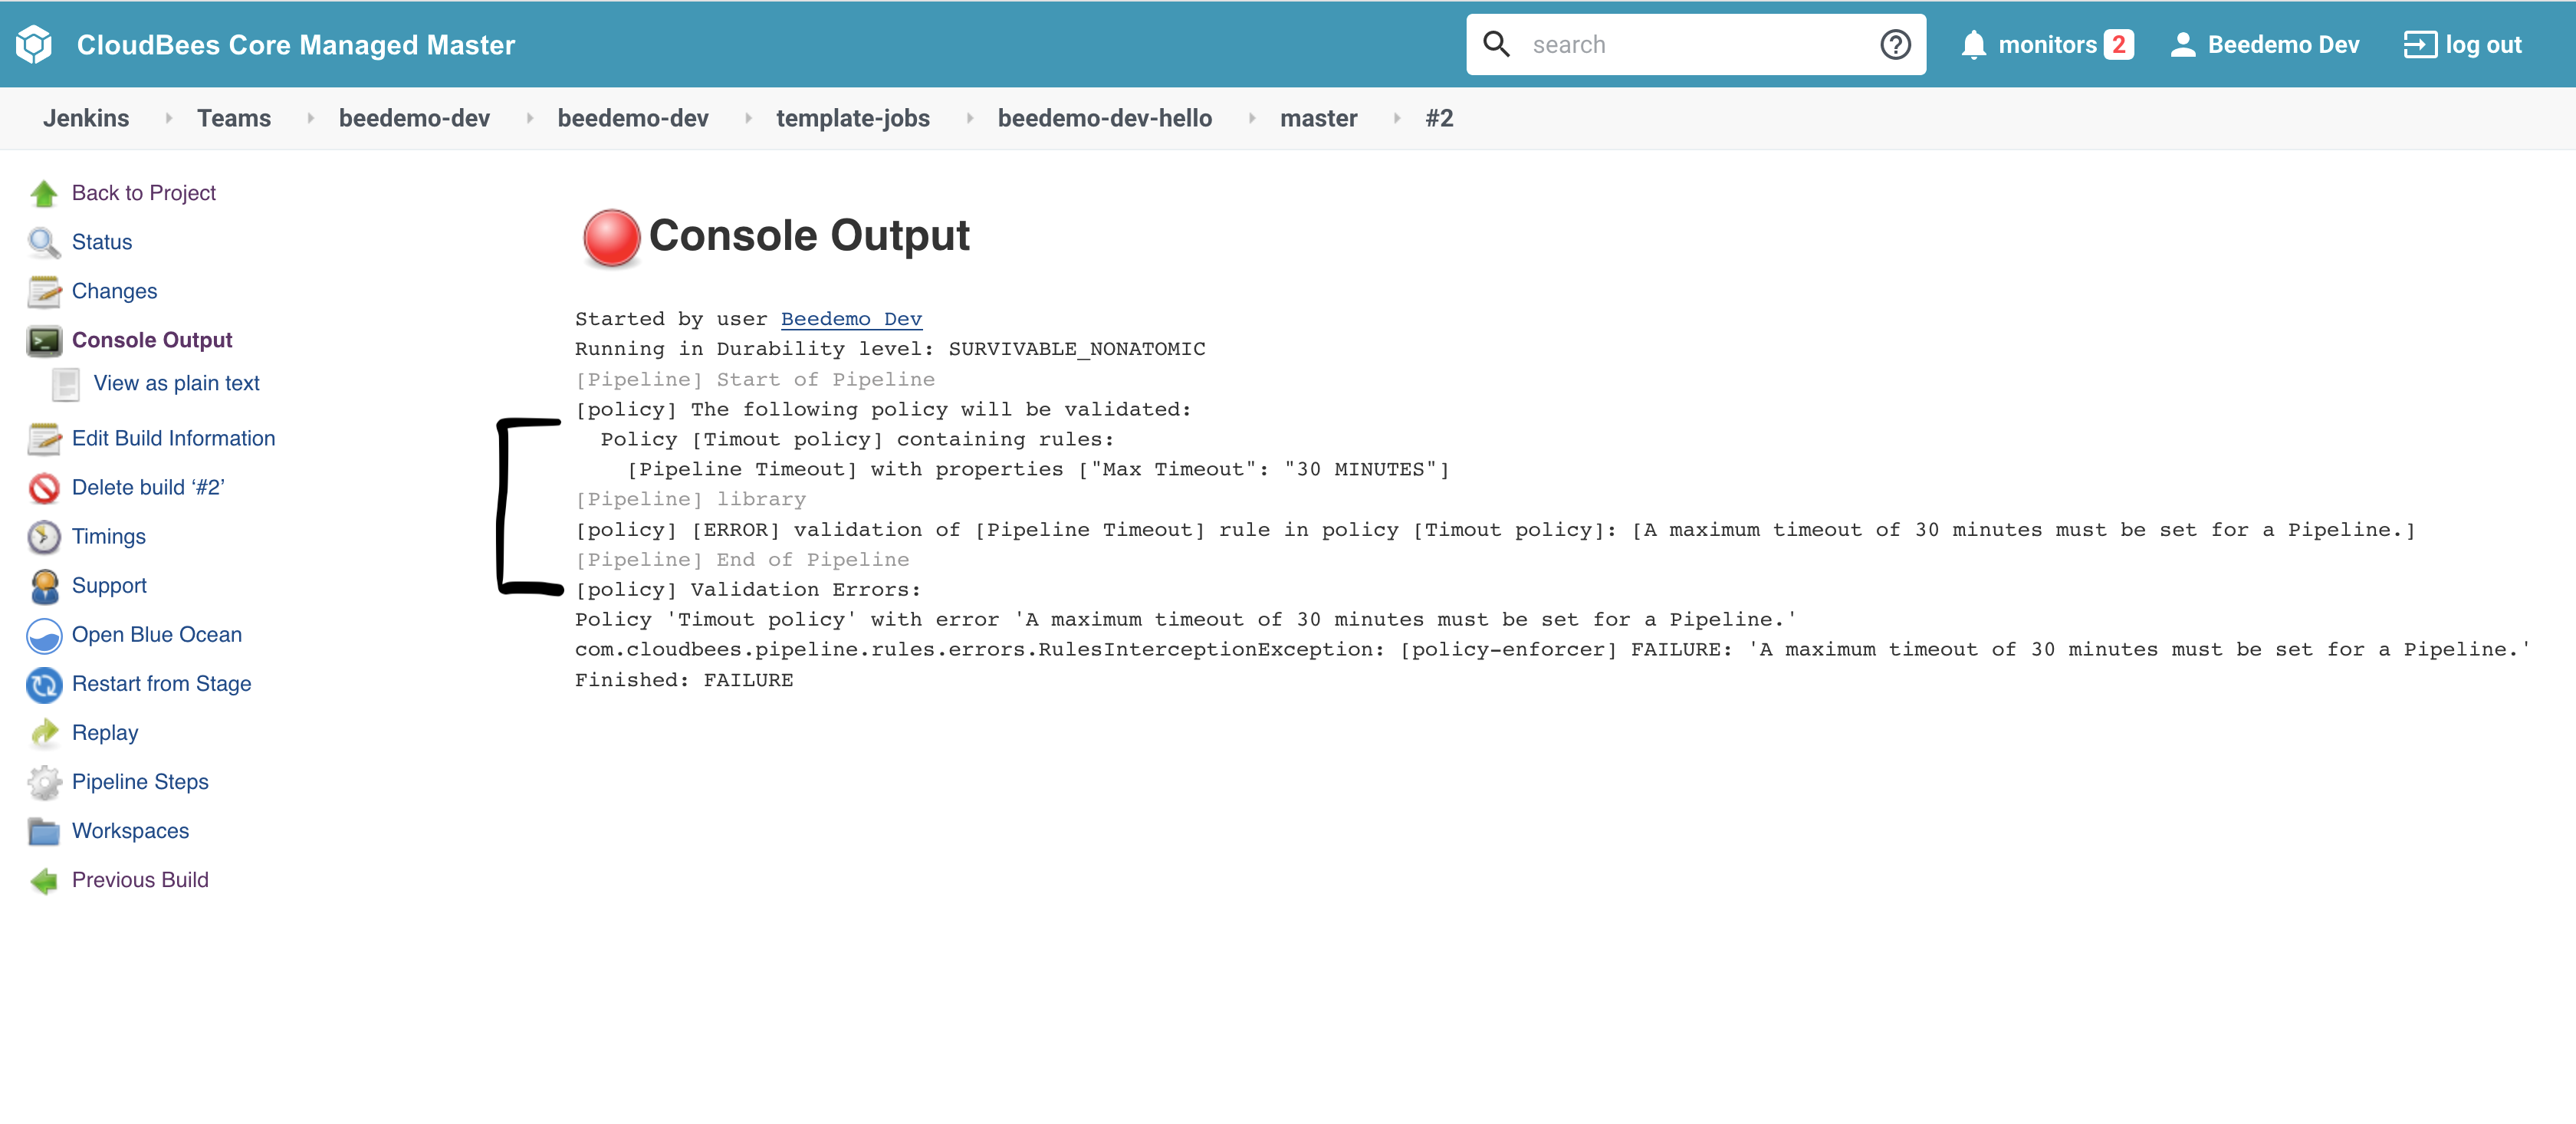 CloudBees Core Managed Master
search
monitors 2
Beedemo Dev
log out
Jenkins Teams beedemo-dev beedemo-dev template-jobs beedemo-dev-hello master #2
Back to Project
Status
Changes
Console Output
View as plain text
Edit Build Information
Delete build ‘#2’
Timings
Support
Open Blue Ocean
Restart from Stage
Replay
Pipeline Steps
Workspaces
Previous Build
Console Output
Started by user Beedemo Dev
Running in Durability level: SURVIVABLE_NONATOMIC
[Pipeline] Start of Pipeline
[policy] The following policy will be validated:
Policy [Timout policy] containing rules:
[Pipeline Timeout] with properties ["Max Timeout": "30 MINUTES"]
[Pipeline] library
[policy] [ERROR] validation of [Pipeline Timeout] rule in policy [Timout policy]: [A maximum timeout of 30 minutes must be set for a Pipeline.]
[Pipeline] End of Pipeline
[policy] Validation Errors:
Policy 'Timout policy' with error 'A maximum timeout of 30 minutes must be set for a Pipeline.'
com.cloudbees.pipeline.rules.errors.RulesInterceptionException: [policy-enforcer] FAILURE: 'A maximum timeout of 30 minutes must be set for a Pipeline.'
Finished: FAILURE